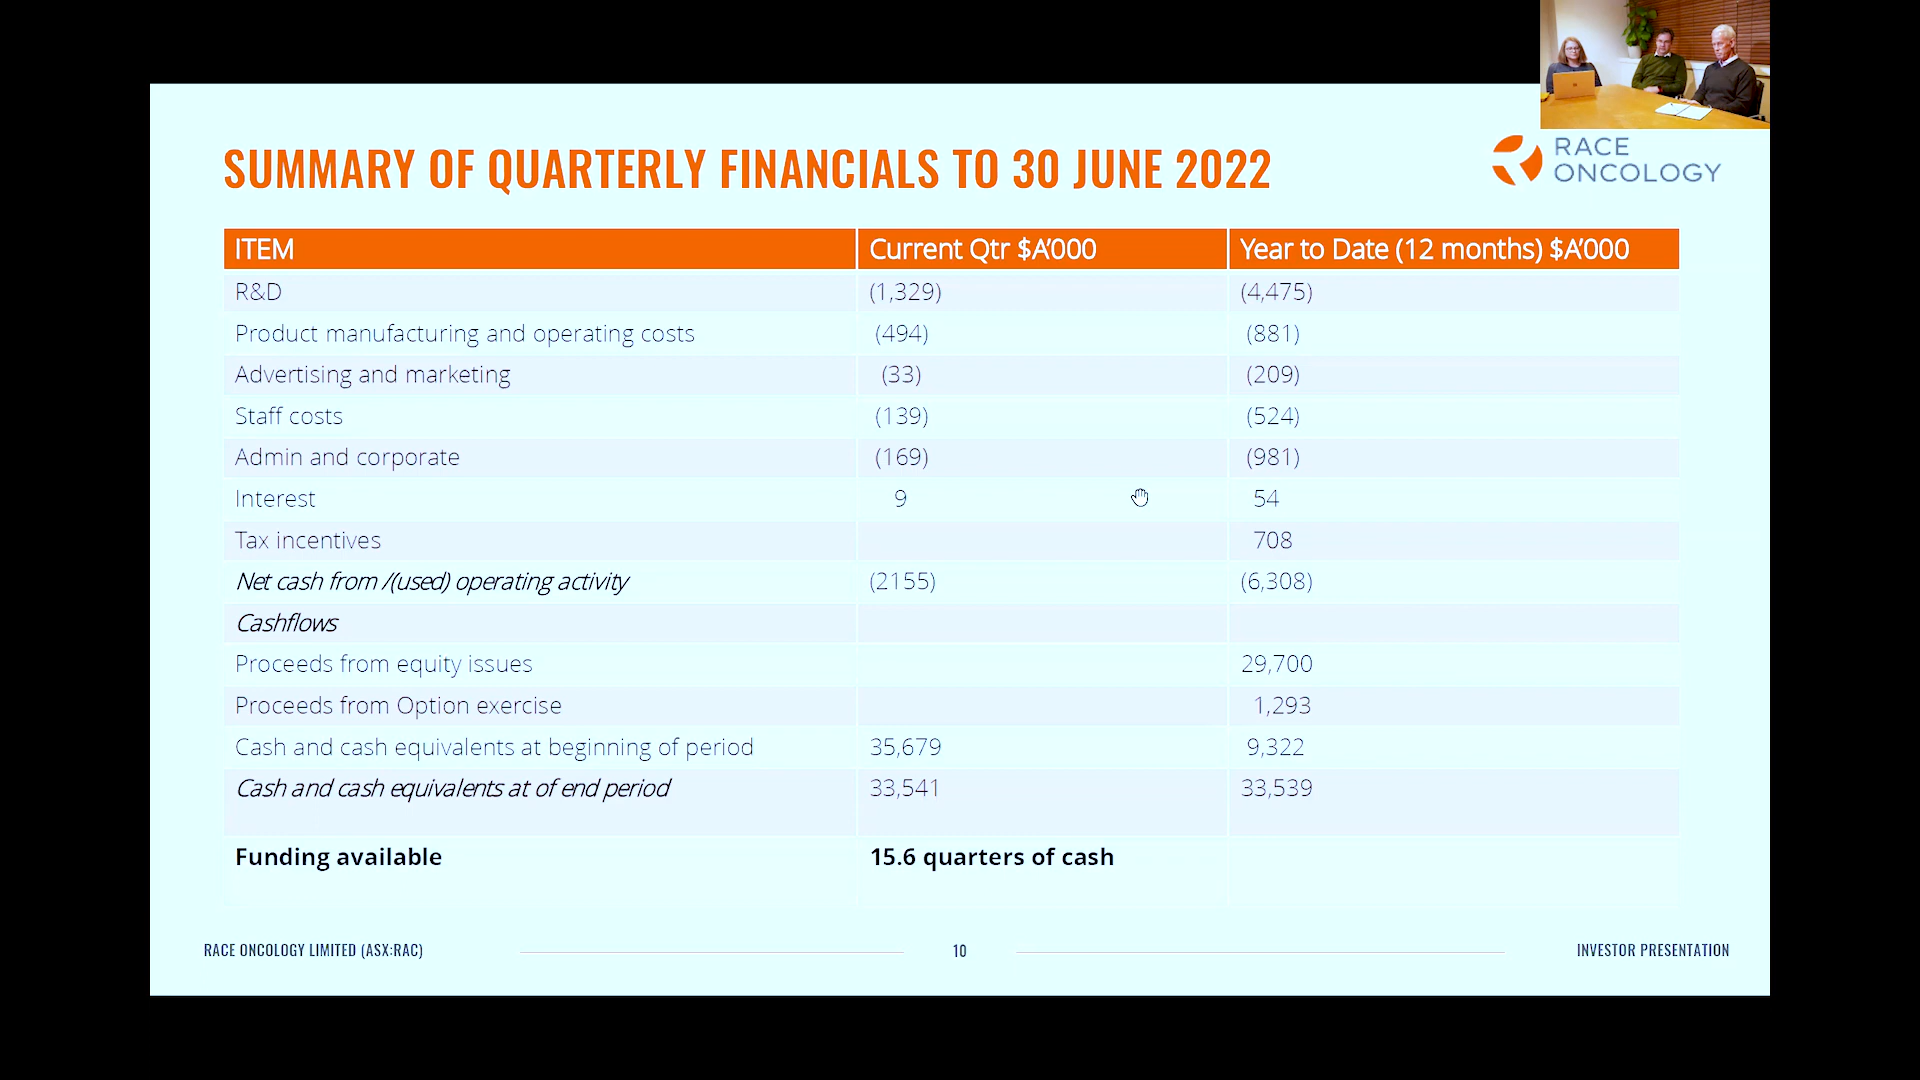 SUMMARY OF QUARTERLY FINANCIALS TO 30 JUNE 2022
RACE
ONCOLOGY
ITEM Current Qtr $A'000 Year to Date (12 months) $A'000
R&D (1,329) (4,475)
Product manufacturing and operating costs (494) (881)
Advertising and marketing (33) (209)
Staff costs (139) (524)
Admin and corporate (169) (981)
Interest 9 54
Tax incentives 708
Net cash from /(used) operating activity (2155) (6,308)
Cashflows
Proceeds from equity issues 29,700
Proceeds from Option exercise 1,293
Cash and cash equivalents at beginning of period 35,679 9,322
Cash and cash equivalents at of end period 33,541 33,539
Funding available 15.6 quarters of cash
RACE ONCOLOGY LIMITED (ASX:RAC) 10 INVESTOR PRESENTATION